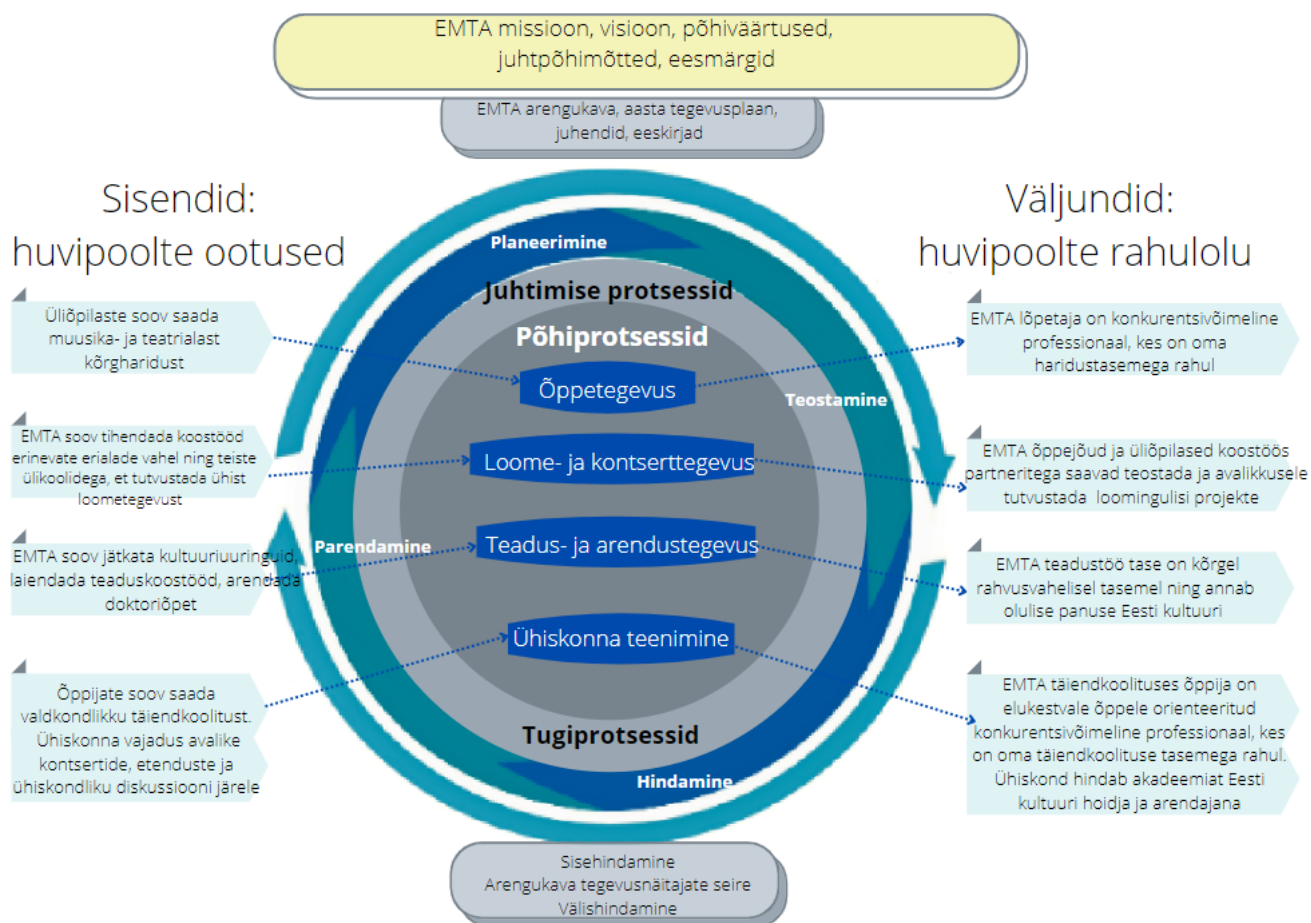 EMTA missioon, visioon, põhiväärtused,
juhtpõhimõtted, eesmärgid
EMTA arengukava, aasta tegevusplaan,
juhendid, eeskirjad
Sisendid:
huvipoolte ootused
Üliõpilaste soov saada
muusika- ja teatrialast
kõrgharidust
EMTA soov tihendada koostööd
erinevate erialade vahel ning teiste
ülikoolidega, et tutvustada ühist
loometegevust
EMTA soov jätkata kultuuriuuringuid,
laiendada teaduskoostööd, arendada
doktoriõpet
Õppijate soov saada
valdkondlikku täiendkoolitust.
Ühiskonna vajadus avalike
kontsertide, etenduste ja
ühiskondliku diskussiooni järele
Planeerimine
Juhtimise protsessid
Põhiprotsessid
Õppetegevus
Teostamine
Loome- ja kontserttegevus
Parendamine
Teadus- ja arendustegevus
Ühiskonna teenimine
Tugiprotsessid
Hindamine
Väljundid:
huvipoolte rahulolu
EMTA lõpetaja on konkurentsivõimeline
professionaal, kes on oma
haridustasemega rahul
EMTA õppejõud ja üliõpilased koostöös
partneritega saavad teostada ja avalikkusele
tutvustada loomingulisi projekte
EMTA teadustöö tase on kõrgel
rahvusvahelisel tasemel ning annab
olulise panuse Eesti kultuuri
EMTA täiendkoolituses õppija on
elukestvale õppele orienteeritud
konkurentsivõimeline professionaal, kes
on oma täiendkoolituse tasemega rahul.
Ühiskond hindab akadeemiat Eesti
kultuuri hoidja ja arendajana
Sisehindamine
Arengukava tegevusnäitajate seire
Välishindamine